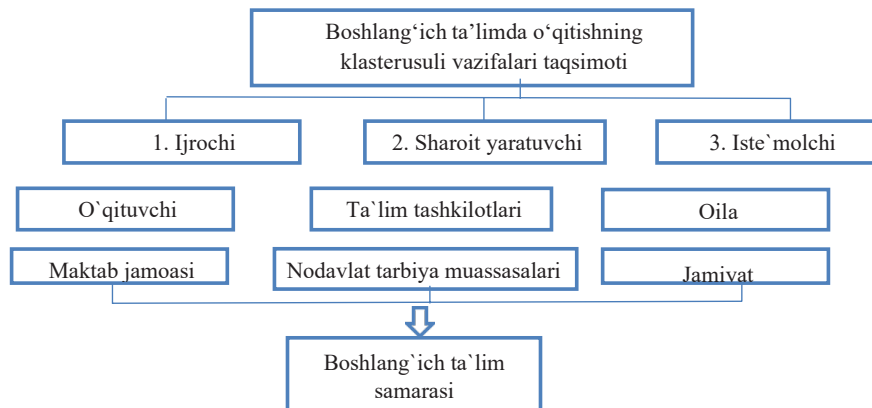 Boshlang‘ich ta’limda o‘qitishning
klasterusuli vazifalari taqsimoti
1. Ijrochi
2. Sharoit yaratuvchi
3. Iste`molchi
O`qituvchi
Ta`lim tashkilotlari
Oila
Maktab jamoasi
Nodavlat tarbiya muassasalari
Jamivat
Boshlang`ich ta`lim
samarasi